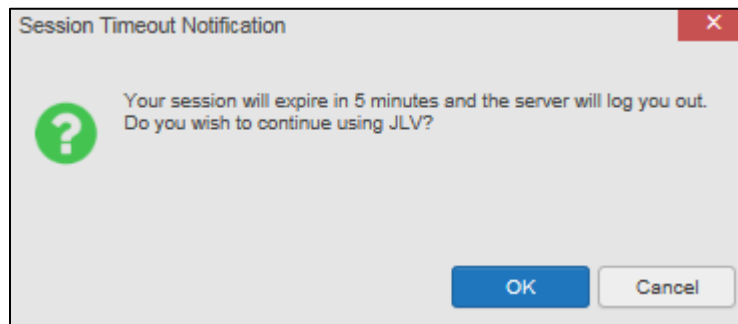 Session Timeout Notification
Your session will expire in 5 minutes and the server will log you out.
Do you wish to continue using JLV?
OK Cancel